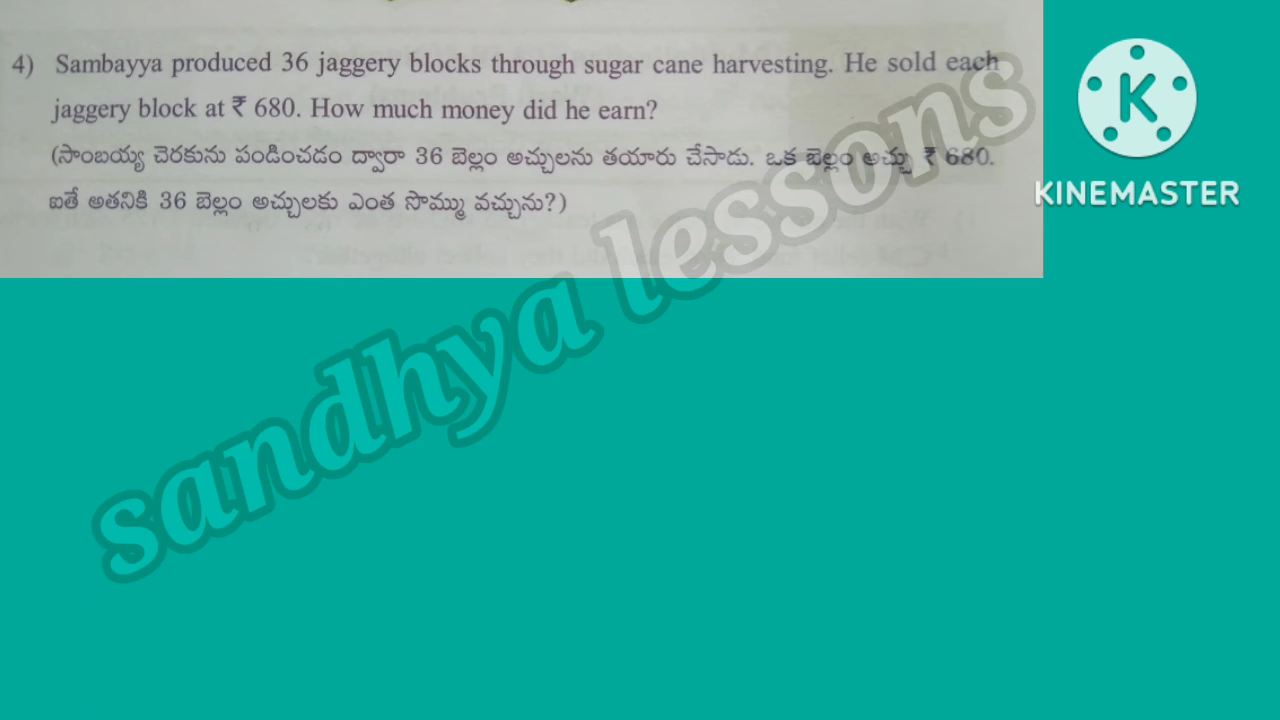 4) Sambayya produced 36 jaggery blocks through sugar cane harvesting. He sold each
jaggery block at ₹ 680. How much money did he earn?
(సాంబయ్య చెరకును పండించడం ద్వారా 36 బెల్లం అచ్చులను తయారు చేసాడు. ఒక బెల్లం అచ్చు ₹ 680.
ఐతే అతనికి 36 బెల్లం అచ్చులకు ఎంత సొమ్ము వచ్చును?)
K
KINEMASTER
sandhya lessons